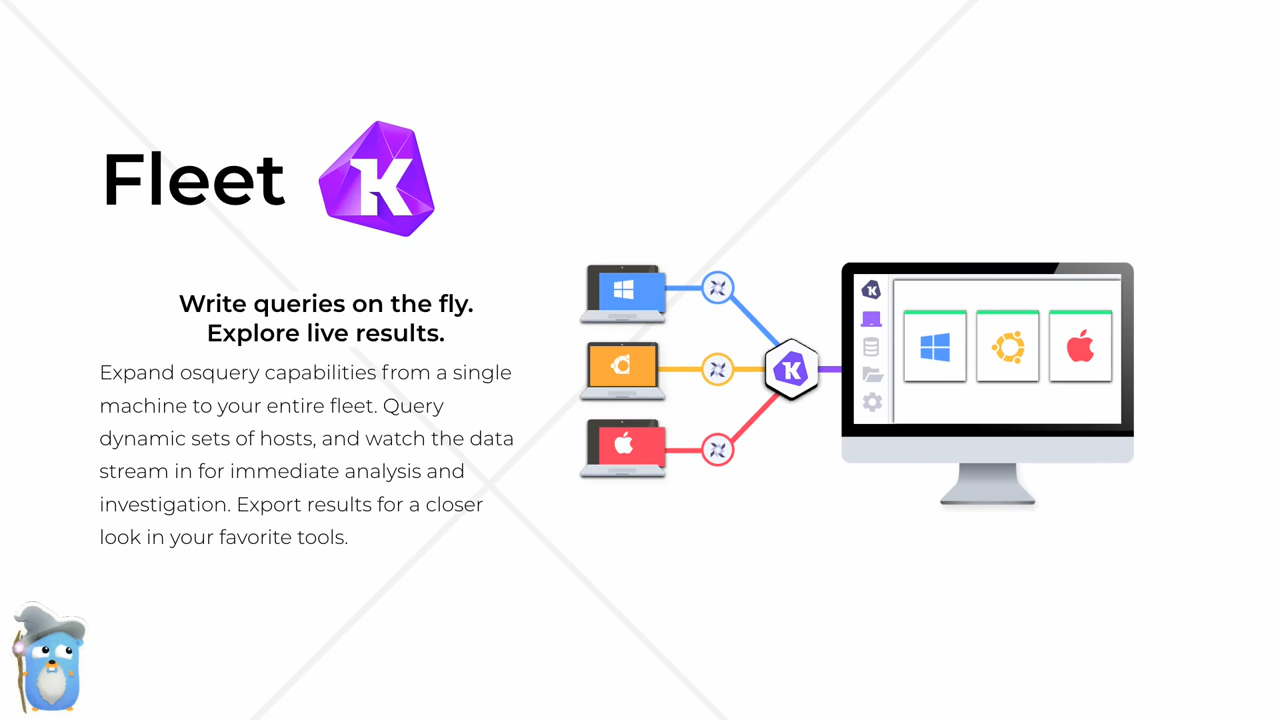 Fleet
K
Write queries on the fly.
Explore live results.
Expand osquery capabilities from a single
machine to your entire fleet. Query
dynamic sets of hosts, and watch the data
stream in for immediate analysis and
investigation. Export results for a closer
look in your favorite tools.
K
K